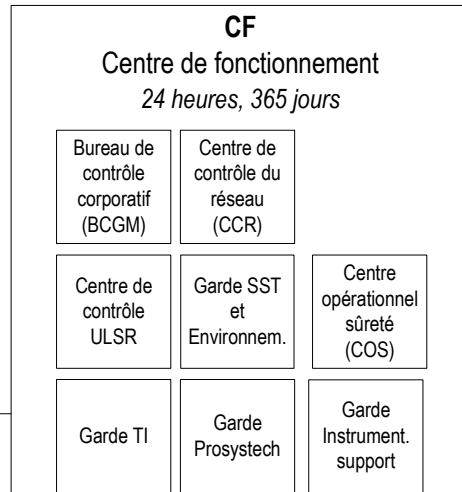 CF
Centre de fonctionnement
24 heures, 365 jours
Bureau de
contrôle
corporatif
(BCGM)
Centre de
contrôle du
réseau
(CCR)
Centre de
contrôle
ULSR
Garde SST
et
Environnem.
Centre
opérationnel
sûreté
(COS)
Garde TI
Garde
Prosystech
Garde
Instrument.
support